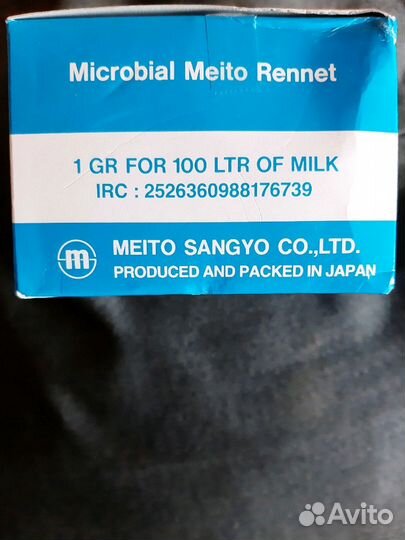 Microbial Meito Rennet
1 GR FOR 100 LTR OF MILK
IRC : 2526360988176739
m
MEITO SANGYO CO.,LTD.
PRODUCED AND PACKED IN JAPAN
Avito